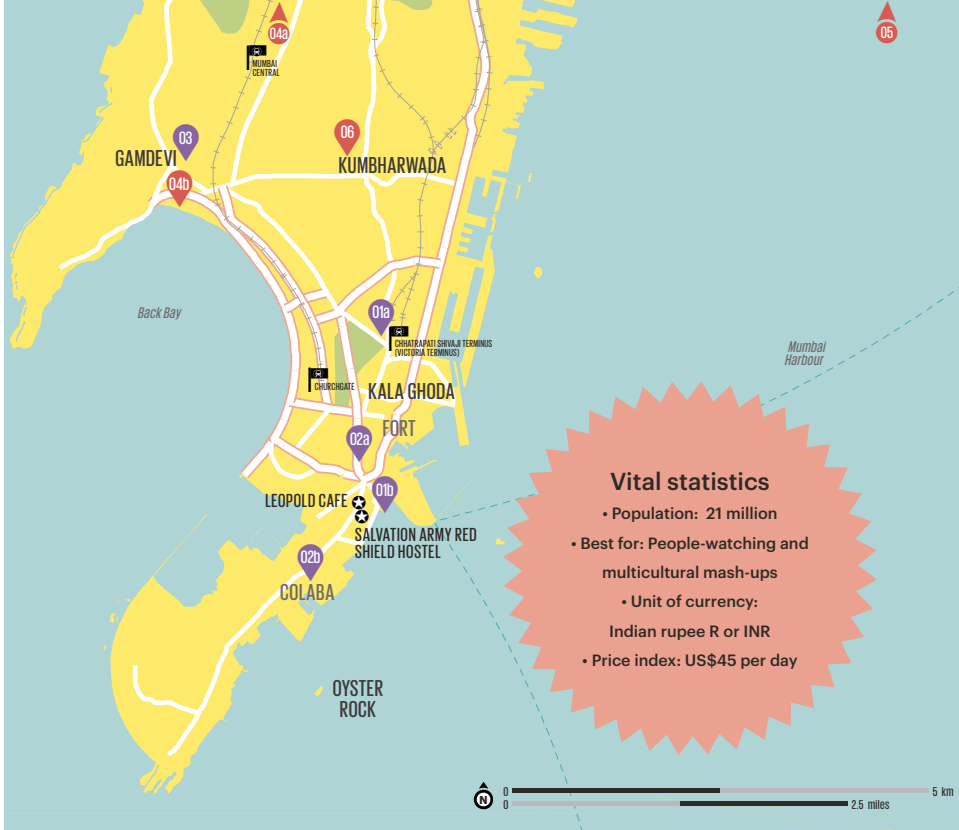 04a
05
MUMBAI
CENTRAL
03
06
GAMDEVI
KUMBHARWADA
04b
Back Bay
01a
CHHATRAPATI SHIVAJI TERMINUS
(VICTORIA TERMINUS)
Mumbai
Harbour
CHURCHGATE
KALA GHODA
FORT
02a
Vital statistics
• Population: 21 million
• Best for: People-watching and
multicultural mash-ups
• Unit of currency:
Indian rupee R or INR
• Price index: US$45 per day
LEOPOLD CAFE
01b
SALVATION ARMY RED
SHIELD HOSTEL
02b
COLABA
OYSTER
ROCK
N
0 5 km
0 2.5 miles